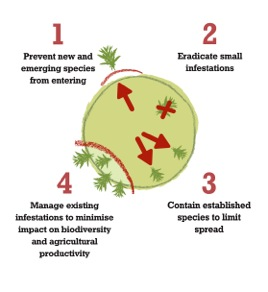 1
Prevent new and
emerging species
from entering
2
Eradicate small
infestations
3
Contain established
species to limit
spread
4
Manage existing
infestations to minimise
impact on biodiversity
and agricultural
productivity